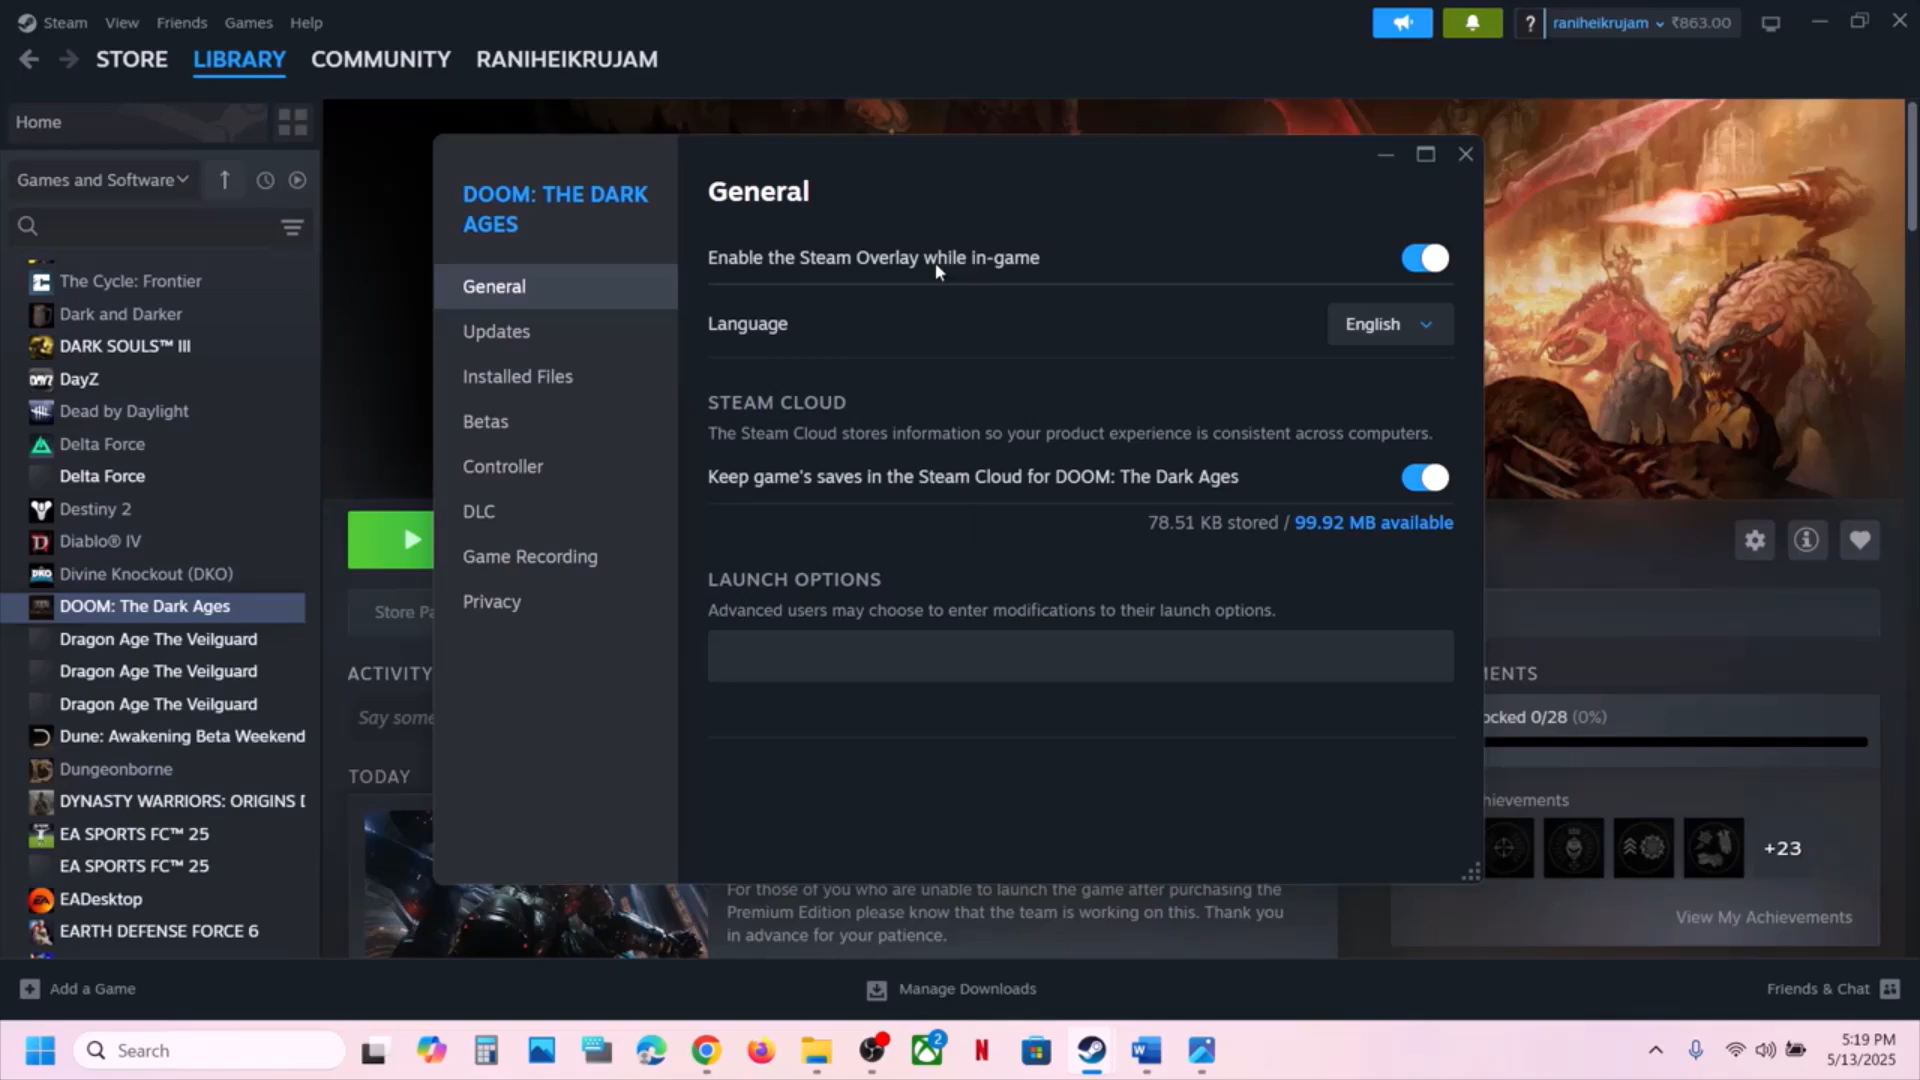 Steam View Friends Games Help
? raniheikrujam ₹863.00
STORE LIBRARY COMMUNITY RANIHEIKRUJAM
Home
Games and Software
The Cycle: Frontier
Dark and Darker
DARK SOULS™ III
DayZ
Dead by Daylight
Delta Force
Delta Force
Destiny 2
Diablo® IV
Divine Knockout (DKO)
DOOM: The Dark Ages
Dragon Age The Veilguard
Dragon Age The Veilguard
Dragon Age The Veilguard
Dune: Awakening Beta Weekend
Dungeonborne
DYNASTY WARRIORS: ORIGINS
EA SPORTS FC™ 25
EA SPORTS FC™ 25
EADesktop
EARTH DEFENSE FORCE 6
DOOM: THE DARK
AGES
General
Updates
Installed Files
Betas
Controller
DLC
Game Recording
Privacy
General
Enable the Steam Overlay while in-game
Language English
STEAM CLOUD
The Steam Cloud stores information so your product experience is consistent across computers.
Keep game's saves in the Steam Cloud for DOOM: The Dark Ages
78.51 KB stored / 99.92 MB available
LAUNCH OPTIONS
Advanced users may choose to enter modifications to their launch options.
Store Pa
ACTIVITY
Say some
TODAY
For those of you who are unable to launch the game after purchasing the
Premium Edition please know that the team is working on this. Thank you
in advance for your patience.
MENTS
ocked 0/28 (0%)
hievements
+23
View My Achievements
Add a Game
Manage Downloads
Friends & Chat
Search
2
5:19 PM
5/13/2025